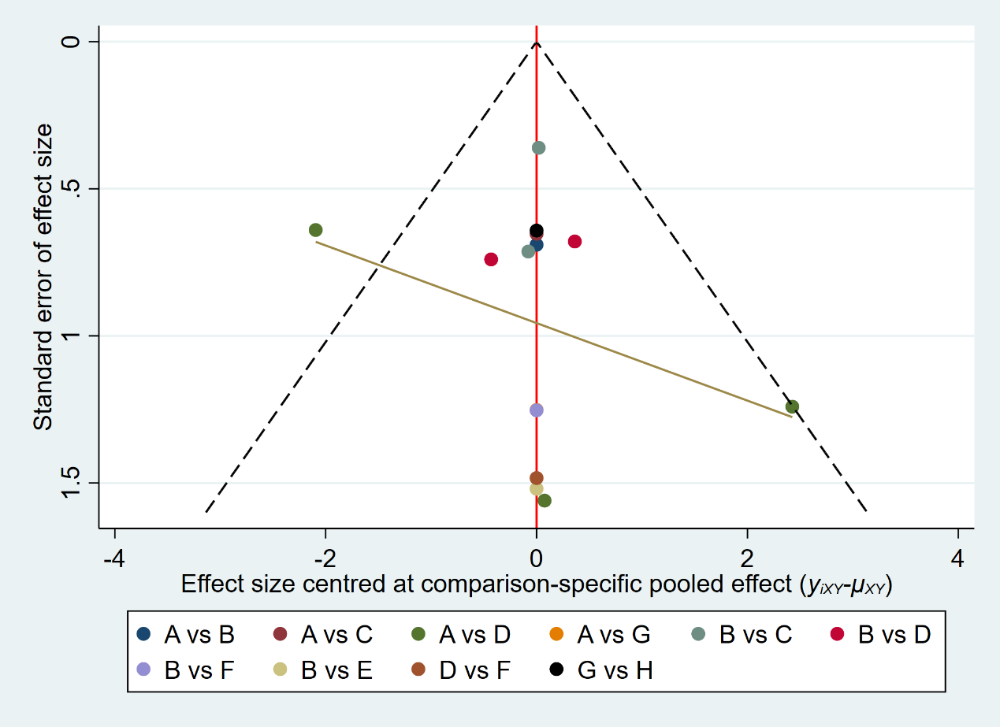 0
.5
1
1.5
Standard error of effect size
-4 -2 0 2 4
Effect size centred at comparison-specific pooled effect (yiXY-μXY)
A vs B A vs C A vs D A vs G B vs C B vs D
B vs F B vs E D vs F G vs H